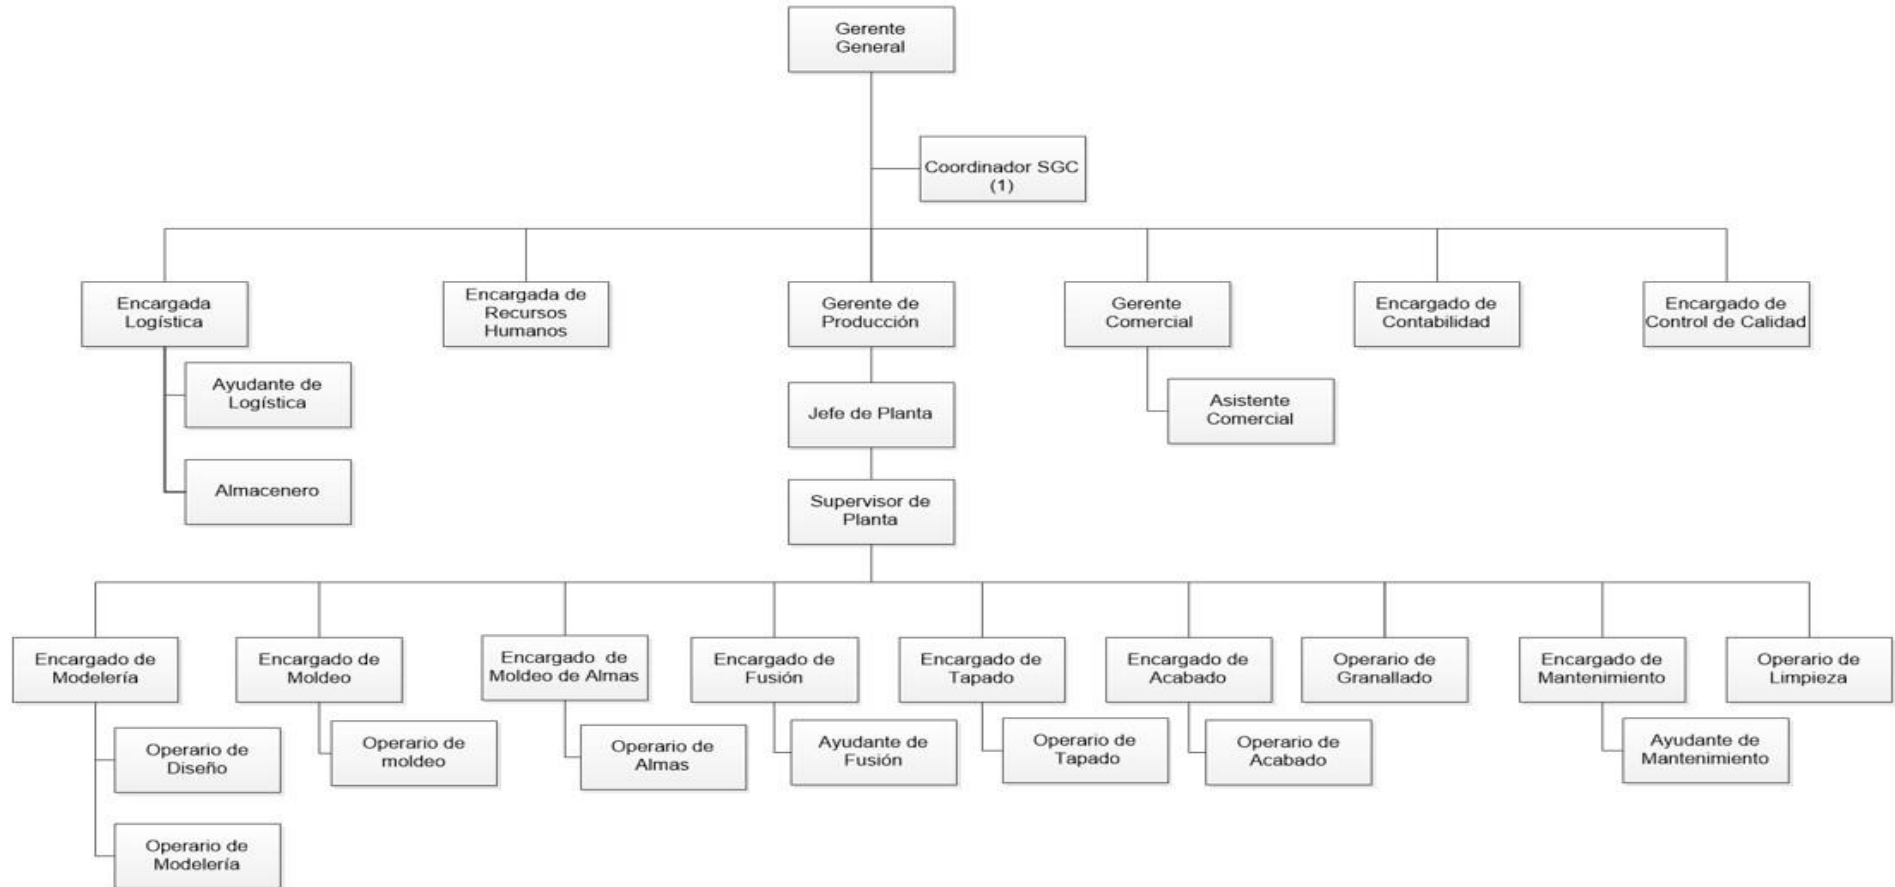 Gerente
General
Coordinador SGC
(1)
Encargada
Logística
Encargada de
Recursos
Humanos
Gerente de
Producción
Gerente
Comercial
Encargado de
Contabilidad
Encargado de
Control de Calidad
Ayudante de
Logística
Almacenero
Jefe de Planta
Asistente
Comercial
Supervisor de
Planta
Encargado de
Modelería
Encargado de
Moldeo
Encargado de
Moldeo de Almas
Encargado de
Fusión
Encargado de
Tapado
Encargado de
Acabado
Operario de
Granallado
Encargado de
Mantenimiento
Operario de
Limpieza
Operario de
Diseño
Operario de
moldeo
Operario de
Almas
Ayudante de
Fusión
Operario de
Tapado
Operario de
Acabado
Ayudante de
Mantenimiento
Operario de
Modelería